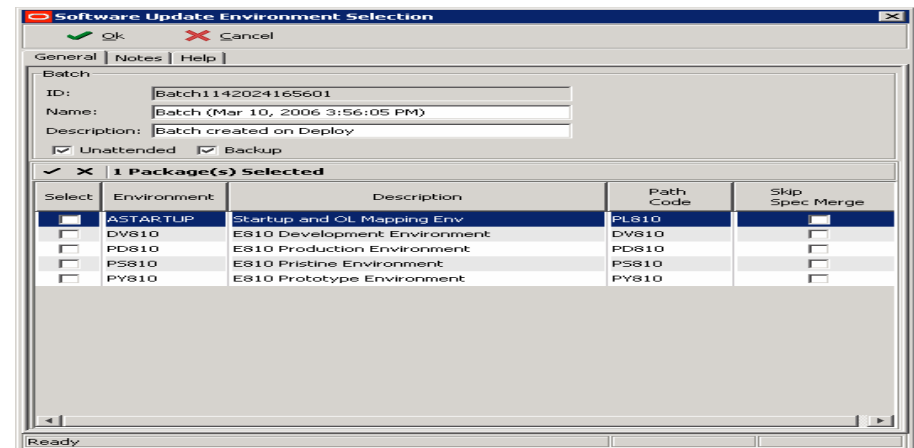 Software Update Environment Selection
Ok Cancel
General Notes Help
Batch
ID: Batch1142024165601
Name: Batch (Mar 10, 2006 3:56:05 PM)
Description: Batch created on Deploy
Unattended Backup
1 Package(s) Selected
Select Environment Description Path Code Skip Spec Merge
ASTARTUP Startup and OL Mapping Env PL810
DV810 E810 Development Environment DV810
PD810 E810 Production Environment PD810
PS810 E810 Pristine Environment PS810
PY810 E810 Prototype Environment PY810
Ready